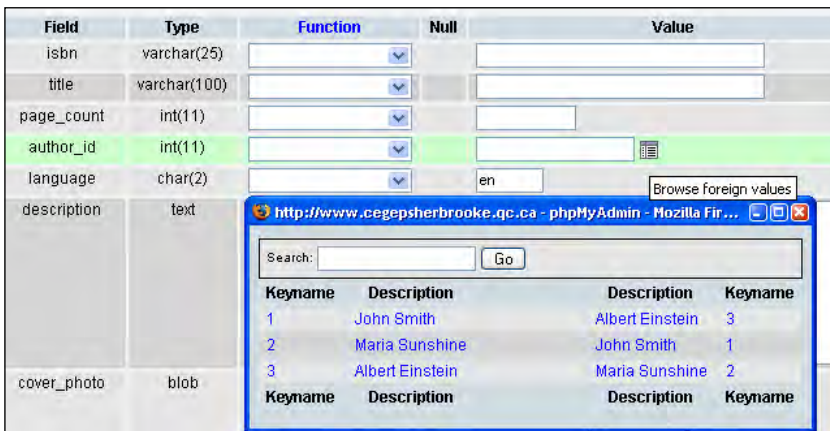 Field Type Function Null Value
isbn varchar(25)
title varchar(100)
page_count int(11)
author_id int(11)
language char(2) en
Browse foreign values
description text
http://www.cegepsherbrooke.qc.ca - phpMyAdmin - Mozilla Fir...
Search: Go
Keyname Description Description Keyname
1 John Smith Albert Einstein 3
2 Maria Sunshine John Smith 1
3 Albert Einstein Maria Sunshine 2
Keyname Description Description Keyname
cover_photo blob